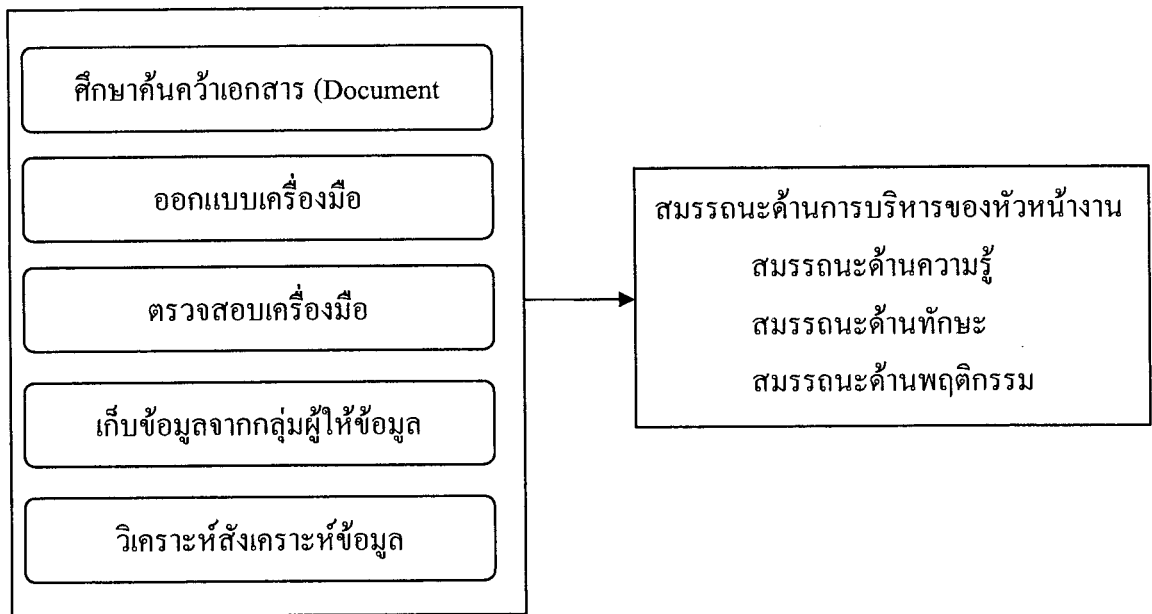 ศึกษาค้นคว้าเอกสาร (Document
ออกแบบเครื่องมือ
ตรวจสอบเครื่องมือ
เก็บข้อมูลจากกลุ่มผู้ให้ข้อมูล
วิเคราะห์สังเคราะห์ข้อมูล
สมรรถนะด้านการบริหารของหัวหน้างาน
สมรรถนะด้านความรู้
สมรรถนะด้านทักษะ
สมรรถนะด้านพฤติกรรม